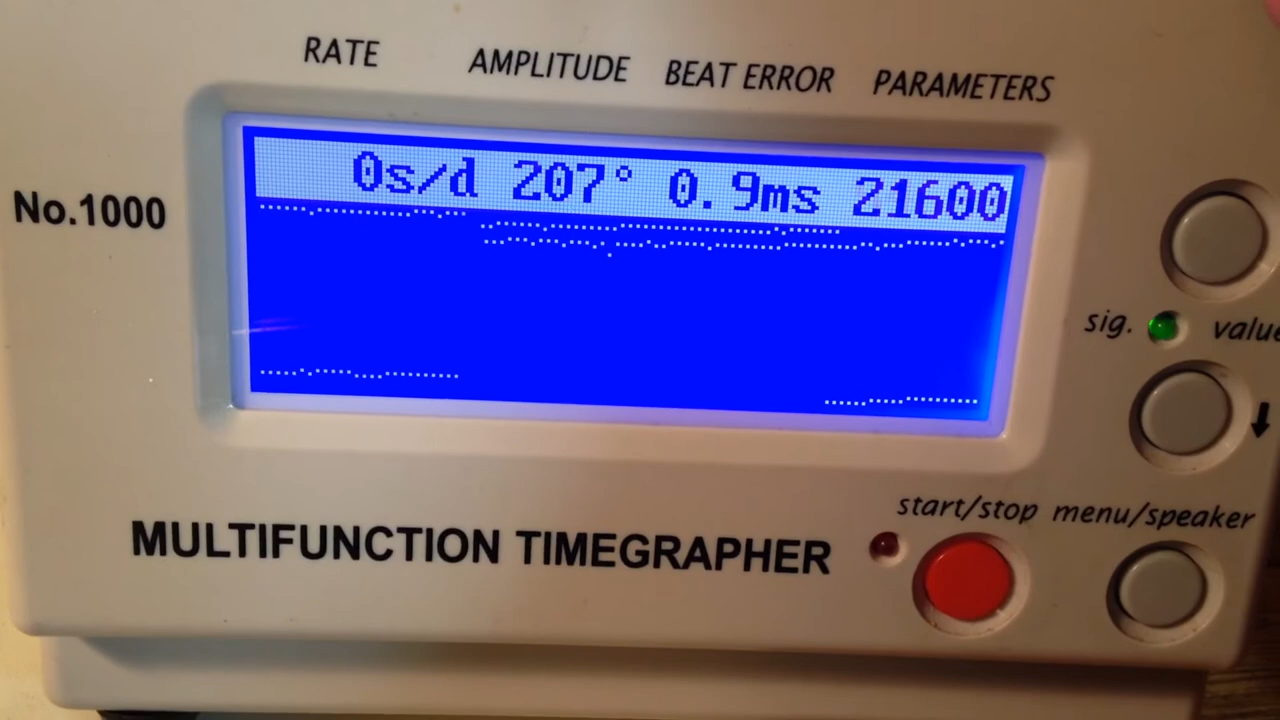 RATE AMPLITUDE BEAT ERROR PARAMETERS
0s/d 207° 0.9ms 21600
No.1000
sig.
start/stop menu/speaker
MULTIFUNCTION TIMEGRAPHER